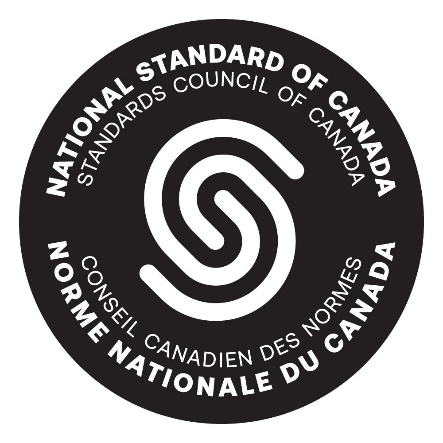 NATIONAL STANDARD OF CANADA
STANDARDS COUNCIL OF CANADA
CONSEIL CANADIEN DES NORMES
NORME NATIONALE DU CANADA